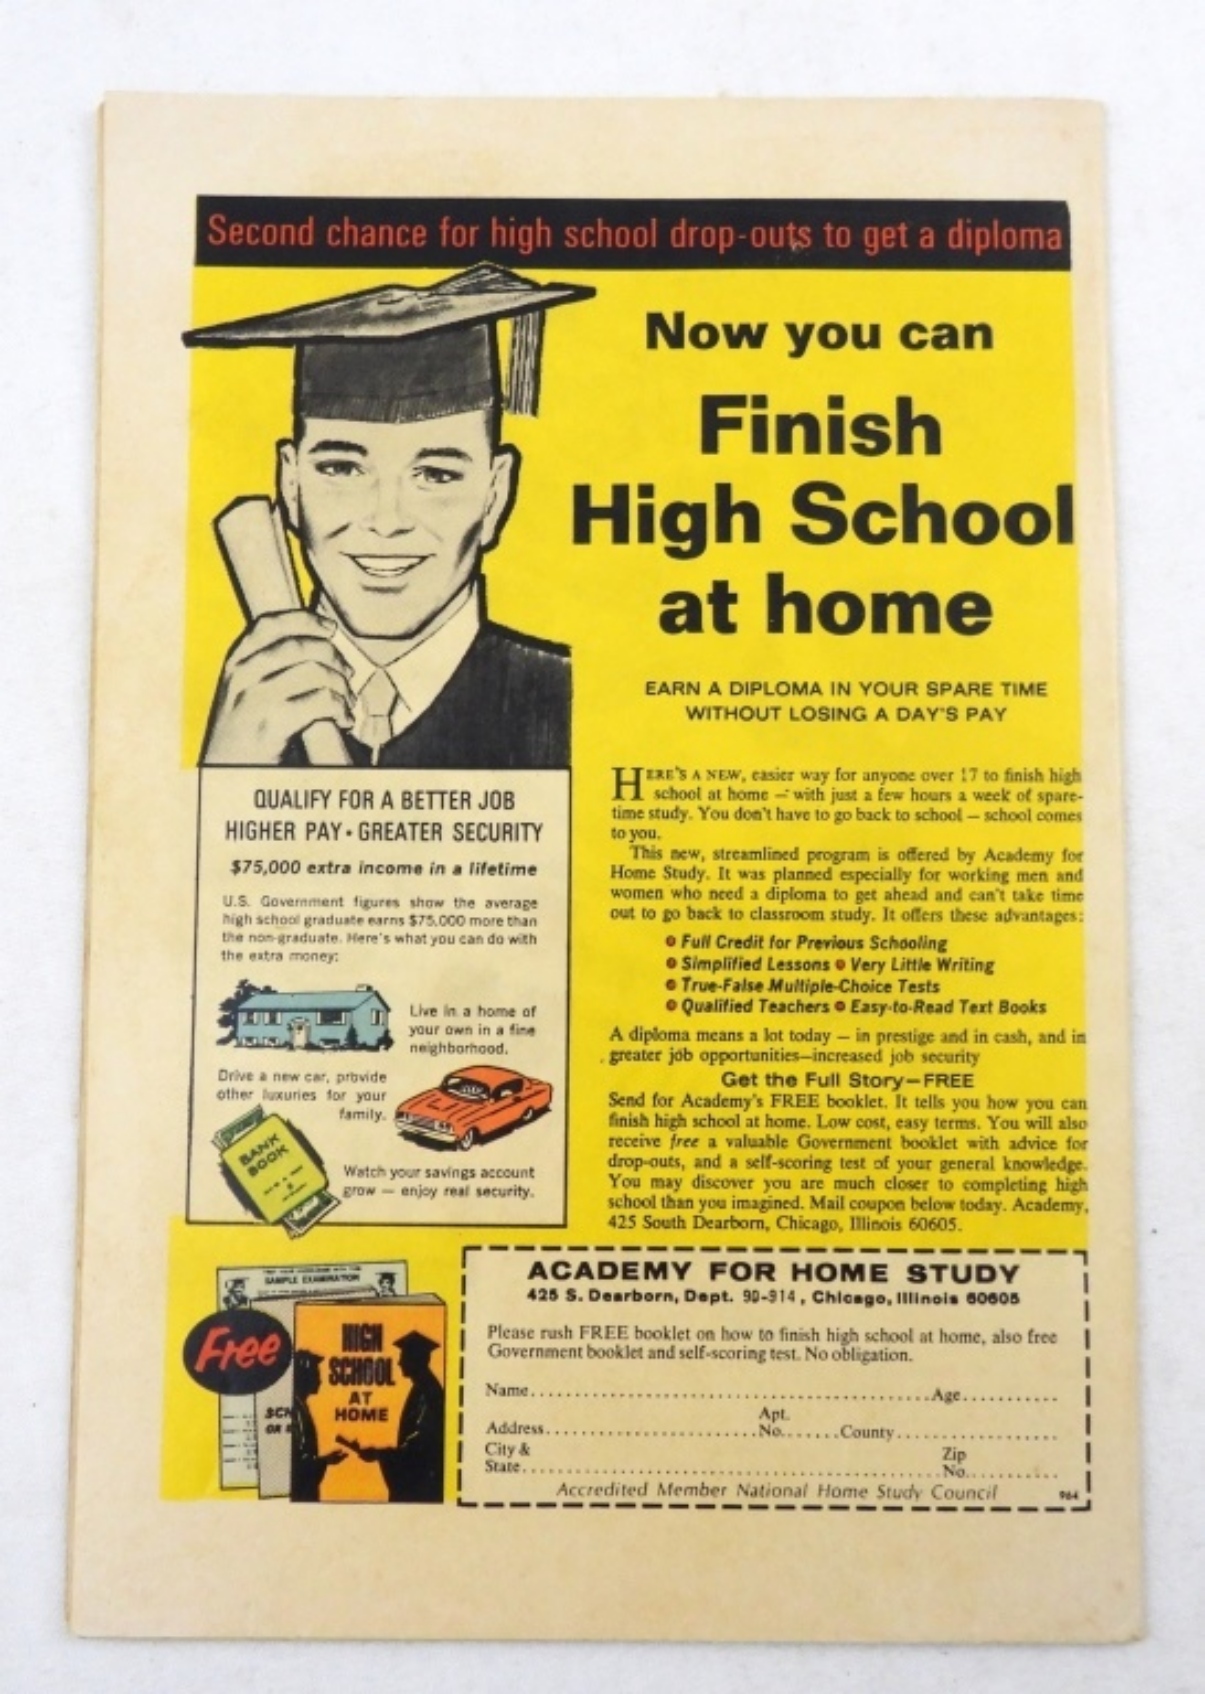 Second chance for high school drop-outs to get a diploma
Now you can
Finish
High School
at home
EARN A DIPLOMA IN YOUR SPARE TIME
WITHOUT LOSING A DAY'S PAY
HERE'S A NEW, easier way for anyone over 17 to finish high
school at home — with just a few hours a week of spare-
time study. You don't have to go back to school — school comes
to you.
This new, streamlined program is offered by Academy for
Home Study. It was planned especially for working men and
women who need a diploma to get ahead and can't take time
out to go back to classroom study. It offers these advantages:
• Full Credit for Previous Schooling
• Simplified Lessons • Very Little Writing
• True-False Multiple-Choice Tests
• Qualified Teachers • Easy-to-Read Text Books
A diploma means a lot today — in prestige and in cash, and in
greater job opportunities—increased job security
Get the Full Story—FREE
Send for Academy's FREE booklet. It tells you how you can
finish high school at home. Low cost, easy terms. You will also
receive free a valuable Government booklet with advice for
drop-outs, and a self-scoring test of your general knowledge.
You may discover you are much closer to completing high
school than you imagined. Mail coupon below today. Academy,
425 South Dearborn, Chicago, Illinois 60605.
QUALIFY FOR A BETTER JOB
HIGHER PAY • GREATER SECURITY
$75,000 extra income in a lifetime
U.S. Government figures show the average
high school graduate earns $75,000 more than
the non-graduate. Here's what you can do with
the extra money:
Live in a home of
your own in a fine
neighborhood.
Drive a new car, provide
other luxuries for your
family.
BANK
BOOK
Watch your savings account
grow — enjoy real security.
SAMPLE EXAMINATION
Free
SCH
OR
HIGH
SCHOOL
AT
HOME
ACADEMY FOR HOME STUDY
425 S. Dearborn, Dept. 90-914, Chicago, Illinois 60605
Please rush FREE booklet on how to finish high school at home, also free
Government booklet and self-scoring test. No obligation.
Name.......................................................Age.............
Apt.
Address..............................No.......County......................
City & Zip
State..........................................................No............
Accredited Member National Home Study Council 964